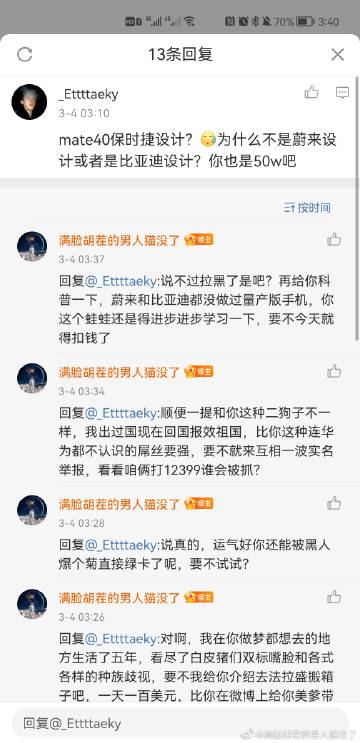 70% 3:40
13条回复
_Ettttaeky
3-4 03:10
mate40保时捷设计？😪为什么不是蔚来设
计或者是比亚迪设计？你也是50w吧
按时间
满脸胡茬的男人猫没了 博主
3-4 03:37
回复@_Ettttaeky:说不过拉黑了是吧？再给你科
普一下，蔚来和比亚迪都没做过量产版手机，你
这个蛙蛙还是得进步进步学习一下，要不今天就
得扣钱了
满脸胡茬的男人猫没了 博主
3-4 03:34
回复@_Ettttaeky:顺便一提和你这种二狗子不一
样，我出过国现在回国报效祖国，比你这种连华
为都不认识的屌丝要强，要不就来互相一波实名
举报，看看咱俩打12399谁会被抓？
满脸胡茬的男人猫没了 博主
3-4 03:28
回复@_Ettttaeky:说真的，运气好你还能被黑人
爆个菊直接绿卡了呢，要不试试？
满脸胡茬的男人猫没了 博主
3-4 03:26
回复@_Ettttaeky:对啊，我在你做梦都想去的地
方生活了五年，看尽了白皮猪们双标嘴脸和各式
各样的种族歧视，要不我给你介绍去法拉盛搬箱
子吧，一天一百美元，比你在微博上给你美爹带
回复@_Ettttaeky
@满脸胡茬的男人猫没了